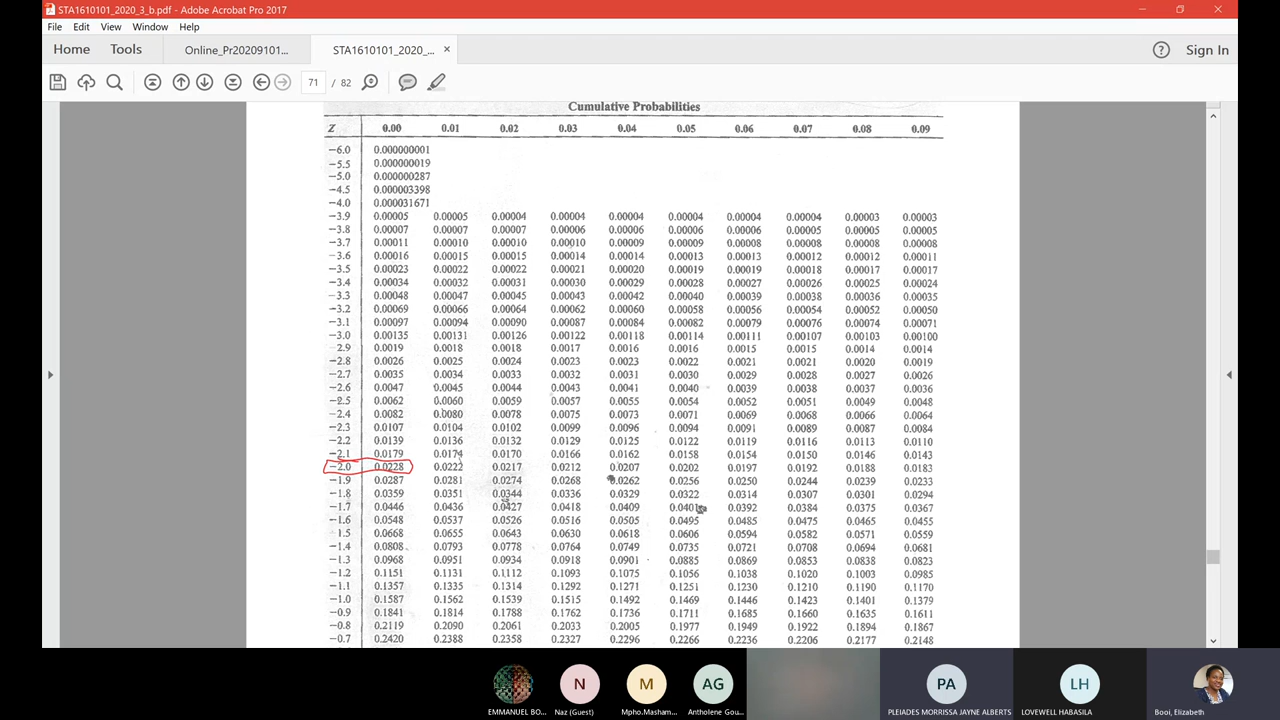 STA1610101_2020_3_b.pdf - Adobe Acrobat Pro 2017
File Edit View Window Help
Home Tools Online_Pr20209101... STA1610101_2020_... × ? Sign In
71 / 82
Cumulative Probabilities
Z 0.00 0.01 0.02 0.03 0.04 0.05 0.06 0.07 0.08 0.09
−6.0 0.000000001
−5.5 0.000000019
−5.0 0.000000287
−4.5 0.000003398
−4.0 0.000031671
−3.9 0.00005 0.00005 0.00004 0.00004 0.00004 0.00004 0.00004 0.00004 0.00003 0.00003
−3.8 0.00007 0.00007 0.00007 0.00006 0.00006 0.00006 0.00006 0.00005 0.00005 0.00005
−3.7 0.00011 0.00010 0.00010 0.00010 0.00009 0.00009 0.00008 0.00008 0.00008 0.00008
−3.6 0.00016 0.00015 0.00015 0.00014 0.00014 0.00013 0.00013 0.00012 0.00012 0.00011
−3.5 0.00023 0.00022 0.00022 0.00021 0.00020 0.00019 0.00019 0.00018 0.00017 0.00017
−3.4 0.00034 0.00032 0.00031 0.00030 0.00029 0.00028 0.00027 0.00026 0.00025 0.00024
−3.3 0.00048 0.00047 0.00045 0.00043 0.00042 0.00040 0.00039 0.00038 0.00036 0.00035
−3.2 0.00069 0.00066 0.00064 0.00062 0.00060 0.00058 0.00056 0.00054 0.00052 0.00050
−3.1 0.00097 0.00094 0.00090 0.00087 0.00084 0.00082 0.00079 0.00076 0.00074 0.00071
−3.0 0.00135 0.00131 0.00126 0.00122 0.00118 0.00114 0.00111 0.00107 0.00103 0.00100
−2.9 0.0019 0.0018 0.0018 0.0017 0.0016 0.0016 0.0015 0.0015 0.0014 0.0014
−2.8 0.0026 0.0025 0.0024 0.0023 0.0023 0.0022 0.0021 0.0021 0.0020 0.0019
−2.7 0.0035 0.0034 0.0033 0.0032 0.0031 0.0030 0.0029 0.0028 0.0027 0.0026
−2.6 0.0047 0.0045 0.0044 0.0043 0.0041 0.0040 0.0039 0.0038 0.0037 0.0036
−2.5 0.0062 0.0060 0.0059 0.0057 0.0055 0.0054 0.0052 0.0051 0.0049 0.0048
−2.4 0.0082 0.0080 0.0078 0.0075 0.0073 0.0071 0.0069 0.0068 0.0066 0.0064
−2.3 0.0107 0.0104 0.0102 0.0099 0.0096 0.0094 0.0091 0.0089 0.0087 0.0084
−2.2 0.0139 0.0136 0.0132 0.0129 0.0125 0.0122 0.0119 0.0116 0.0113 0.0110
−2.1 0.0179 0.0174 0.0170 0.0166 0.0162 0.0158 0.0154 0.0150 0.0146 0.0143
−2.0 0.0228 0.0222 0.0217 0.0212 0.0207 0.0202 0.0197 0.0192 0.0188 0.0183
−1.9 0.0287 0.0281 0.0274 0.0268 0.0262 0.0256 0.0250 0.0244 0.0239 0.0233
−1.8 0.0359 0.0351 0.0344 0.0336 0.0329 0.0322 0.0314 0.0307 0.0301 0.0294
−1.7 0.0446 0.0436 0.0427 0.0418 0.0409 0.0401 0.0392 0.0384 0.0375 0.0367
−1.6 0.0548 0.0537 0.0526 0.0516 0.0505 0.0495 0.0485 0.0475 0.0465 0.0455
−1.5 0.0668 0.0655 0.0643 0.0630 0.0618 0.0606 0.0594 0.0582 0.0571 0.0559
−1.4 0.0808 0.0793 0.0778 0.0764 0.0749 0.0735 0.0721 0.0708 0.0694 0.0681
−1.3 0.0968 0.0951 0.0934 0.0918 0.0901 0.0885 0.0869 0.0853 0.0838 0.0823
−1.2 0.1151 0.1131 0.1112 0.1093 0.1075 0.1056 0.1038 0.1020 0.1003 0.0985
−1.1 0.1357 0.1335 0.1314 0.1292 0.1271 0.1251 0.1230 0.1210 0.1190 0.1170
−1.0 0.1587 0.1562 0.1539 0.1515 0.1492 0.1469 0.1446 0.1423 0.1401 0.1379
−0.9 0.1841 0.1814 0.1788 0.1762 0.1736 0.1711 0.1685 0.1660 0.1635 0.1611
−0.8 0.2119 0.2090 0.2061 0.2033 0.2005 0.1977 0.1949 0.1922 0.1894 0.1867
−0.7 0.2420 0.2388 0.2358 0.2327 0.2296 0.2266 0.2236 0.2206 0.2177 0.2148
N M AG PA LH
EMMANUEL BO... Naz (Guest) Mpho.Masham... Antholene Gou... PLEIADES MORRISSA JAYNE ALBERTS LOVEWELL HABASILA Booi, Elizabeth